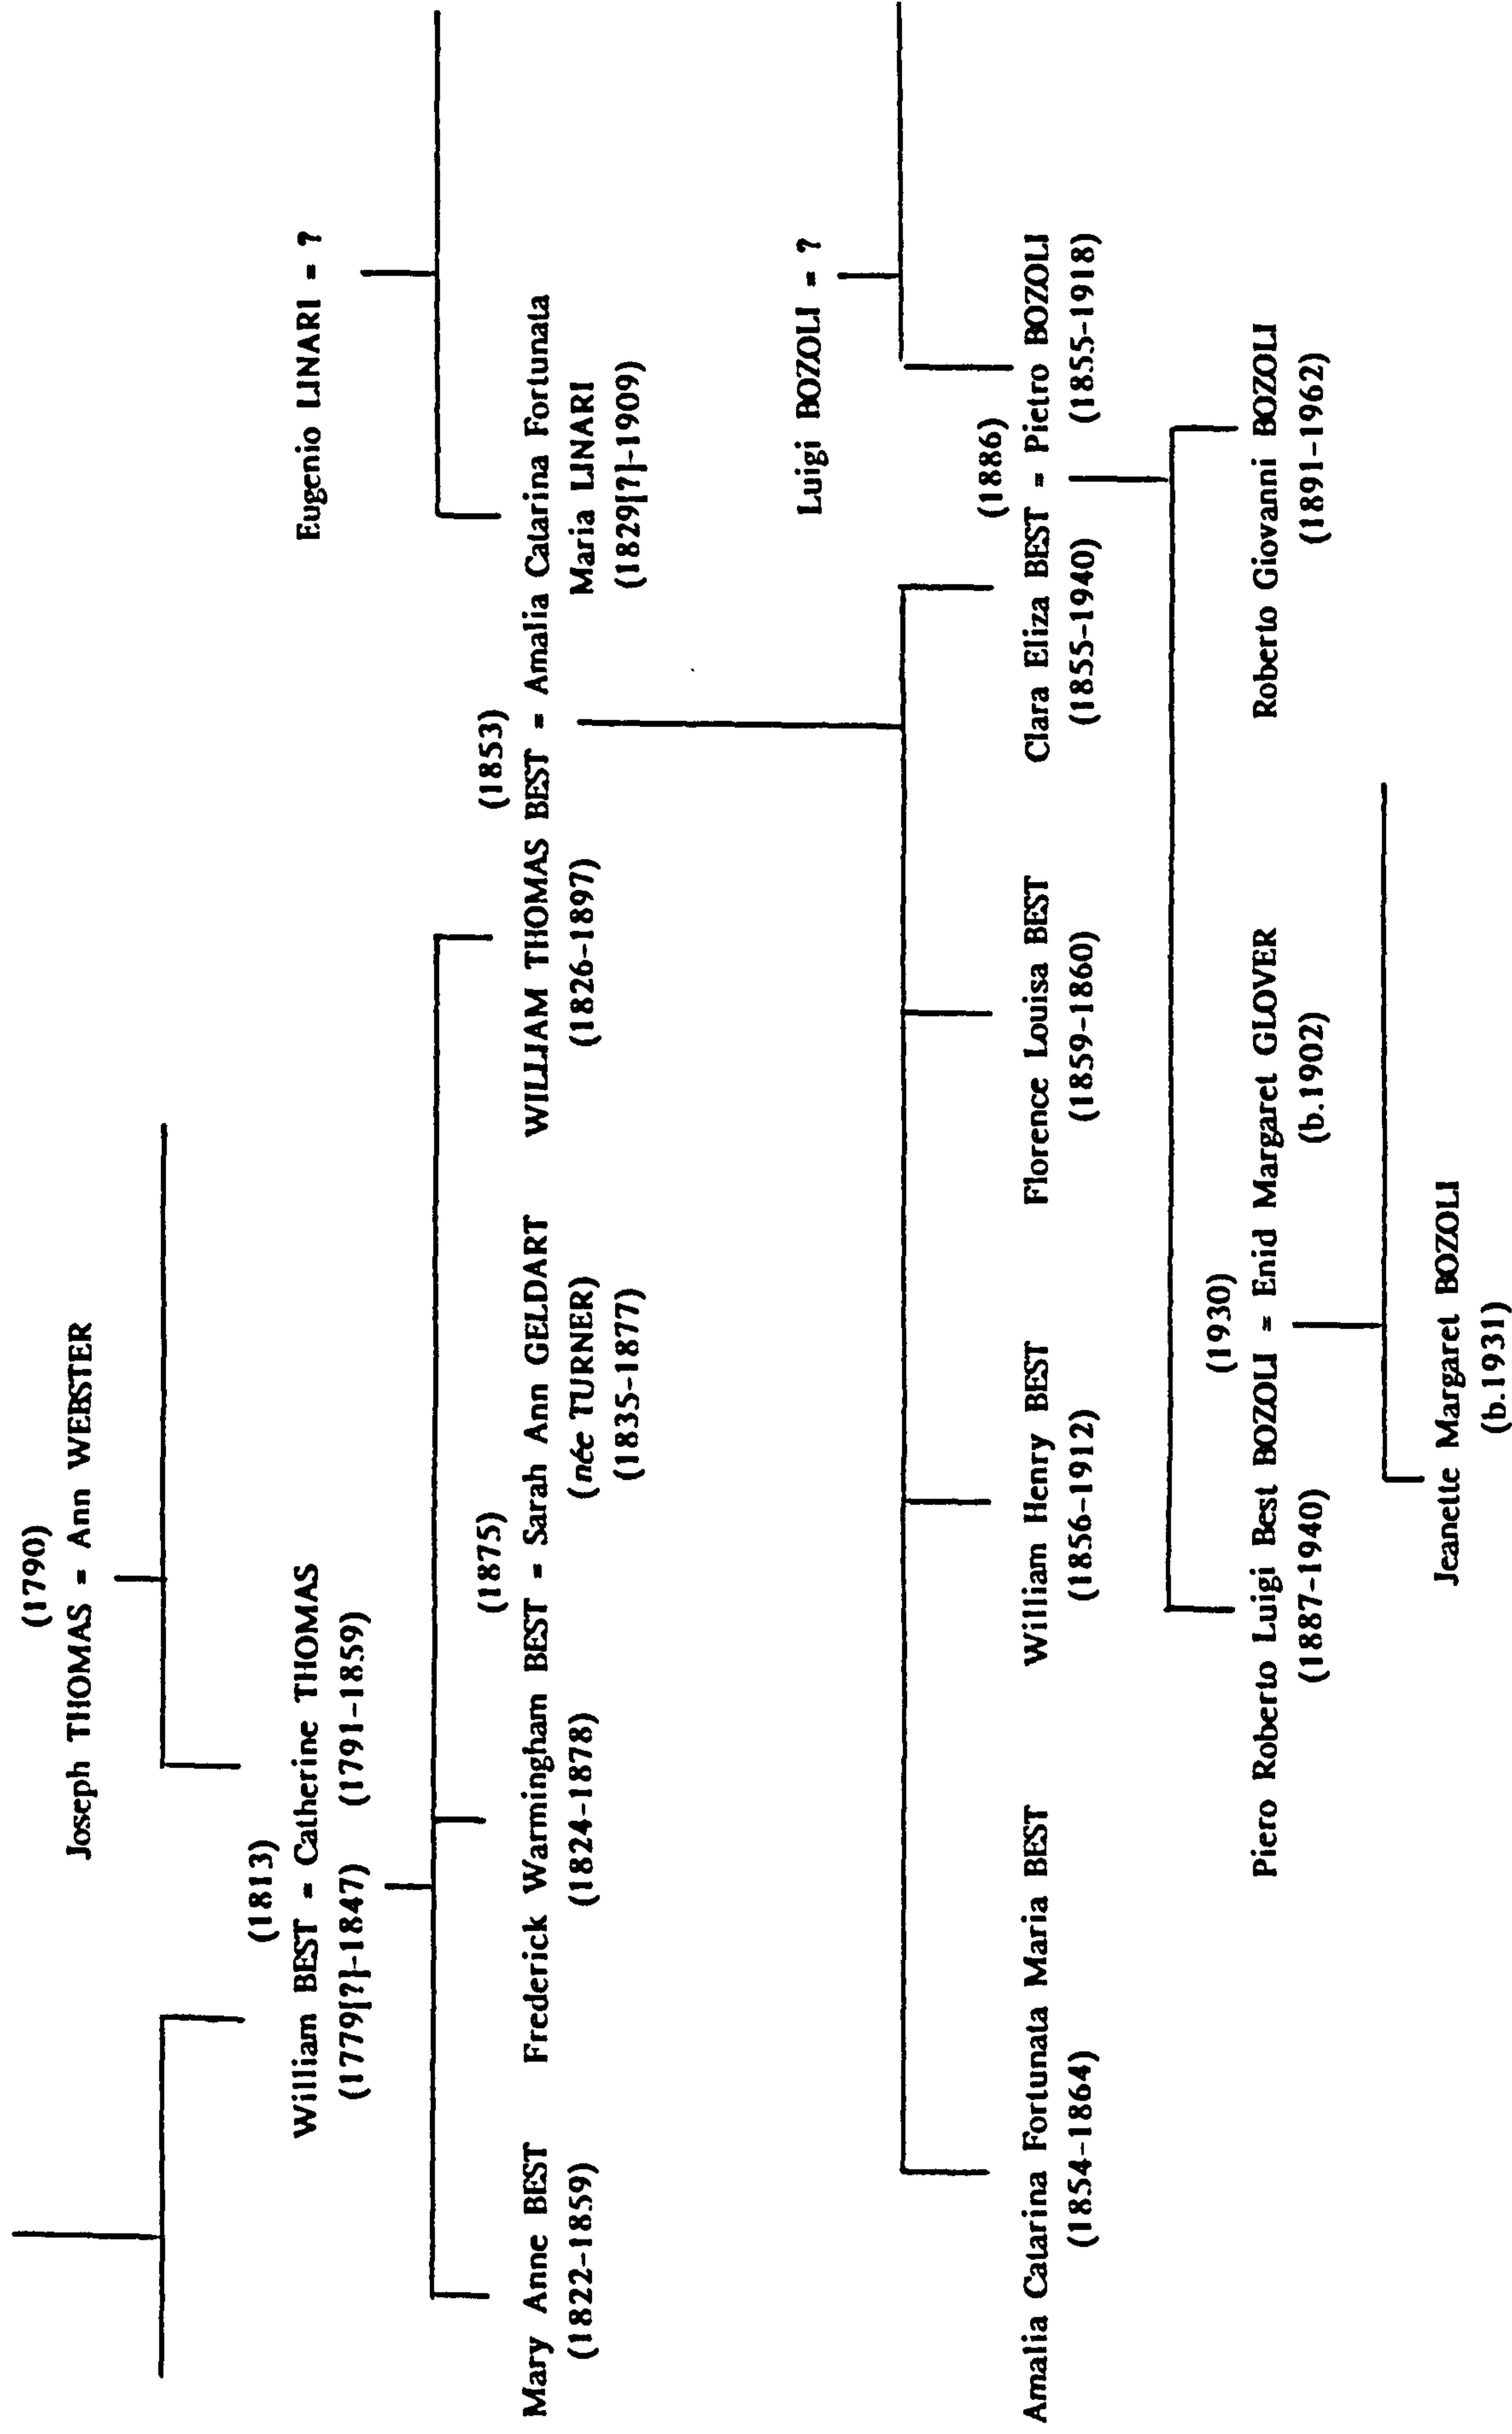 (1790)
Joseph THOMAS = Ann WEBSTER
(1813)
William BEST = Catherine THOMAS
(1779[?]-1847) (1791-1859)
Eugenio LINARI = ?
(1875)
(1853)
Mary Anne BEST Frederick Warmingham BEST = Sarah Ann GELDART WILLIAM THOMAS BEST = Amalia Catarina Fortunata
(1822-1859) (1824-1878) (née TURNER) (1826-1897) Maria LINARI
(1835-1877) (1829[?]-1909)
Luigi BOZOLI = ?
(1886)
Amalia Catarina Fortunata Maria BEST William Henry BEST Florence Louisa BEST Clara Eliza BEST = Pietro BOZOLI
(1854-1864) (1856-1912) (1859-1860) (1855-1940) (1855-1918)
(1930)
Piero Roberto Luigi Best BOZOLI = Enid Margaret GLOVER Roberto Giovanni BOZOLI
(1887-1940) (b.1902) (1891-1962)
Jeanette Margaret BOZOLI
(b.1931)